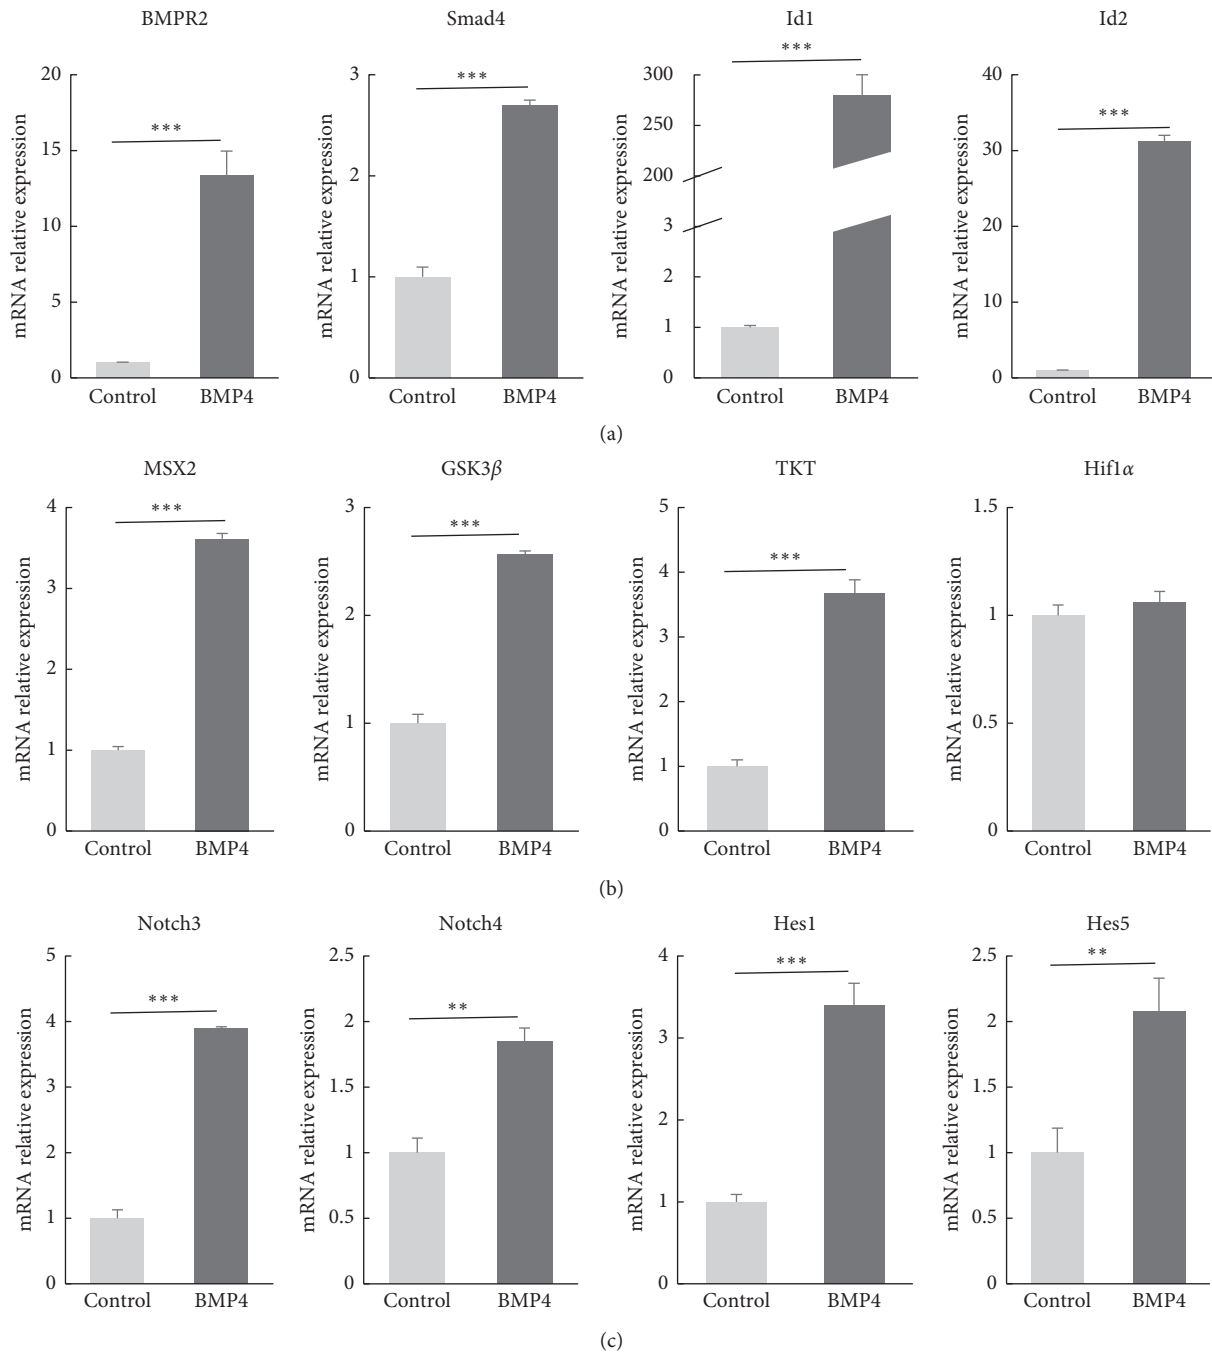 BMPR2
mRNA relative expression
20
15
10
5
0
***
Control BMP4
Smad4
mRNA relative expression
3
2
1
0
***
Control BMP4
Id1
mRNA relative expression
300
250
200
3
2
1
0
***
Control BMP4
Id2
mRNA relative expression
40
30
20
10
0
***
Control BMP4
(a)
MSX2
mRNA relative expression
4
3
2
1
0
***
Control BMP4
GSK3β
mRNA relative expression
3
2
1
0
***
Control BMP4
TKT
mRNA relative expression
5
4
3
2
1
0
***
Control BMP4
Hif1α
mRNA relative expression
1.5
1
0.5
0
Control BMP4
(b)
Notch3
mRNA relative expression
5
4
3
2
1
0
***
Control BMP4
Notch4
mRNA relative expression
2.5
2
1.5
1
0.5
0
**
Control BMP4
Hes1
mRNA relative expression
4
3
2
1
0
***
Control BMP4
Hes5
mRNA relative expression
2.5
2
1.5
1
0.5
0
**
Control BMP4
(c)